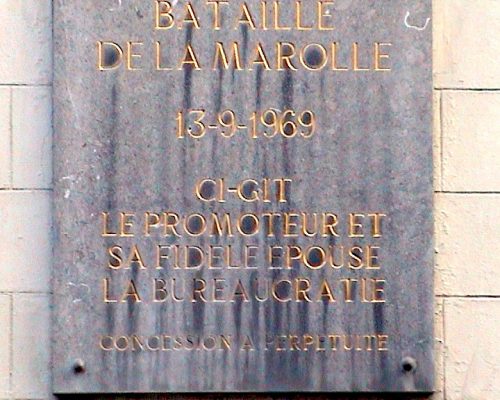 BATAILLE
DE LA MAROLLE
13-9-1969
CI-GIT
LE PROMOTEUR ET
SA FIDELE EPOUSE
LA BUREAUCRATIE
CONCESSION A PERPETUITE